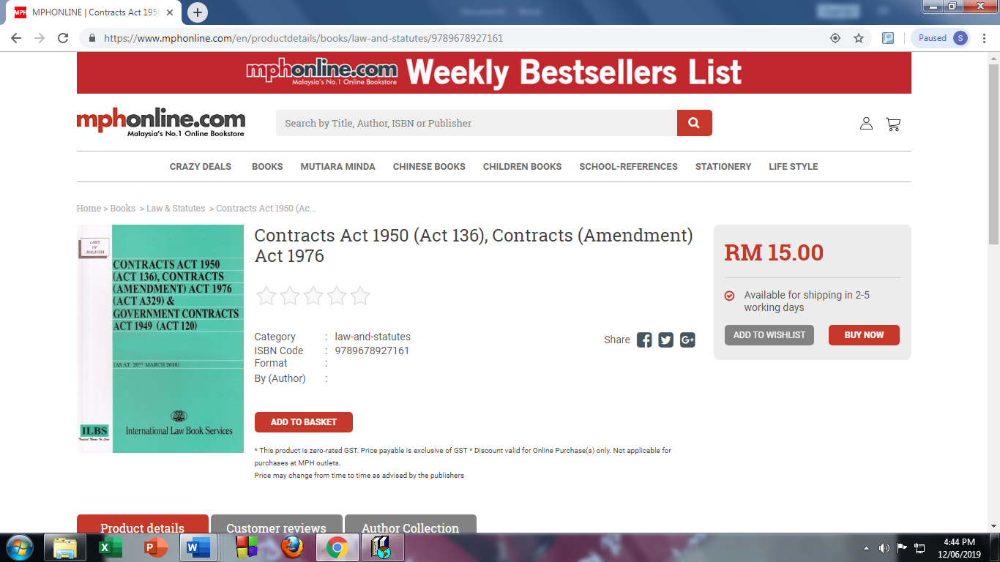 MPHONLINE | Contracts Act 1950
https://www.mphonline.com/en/productdetails/books/law-and-statutes/9789678927161
Paused
S
mphonline.com
Malaysia's No.1 Online Bookstore
Weekly Bestsellers List
mphonline.com
Malaysia's No.1 Online Bookstore
Search by Title, Author, ISBN or Publisher
CRAZY DEALS BOOKS MUTIARA MINDA CHINESE BOOKS CHILDREN BOOKS SCHOOL-REFERENCES STATIONERY LIFE STYLE
Home > Books > Law & Statutes > Contracts Act 1950 (Ac...
LAWS
OF
MALAYSIA
CONTRACTS ACT 1950
(ACT 136), CONTRACTS
(AMENDMENT) ACT 1976
(ACT A329) &
GOVERNMENT CONTRACTS
ACT 1949 (ACT 120)
(AS AT 20TH MARCH 2018)
ILBS
Trusted Name In Law
International Law Book Services
Contracts Act 1950 (Act 136), Contracts (Amendment)
Act 1976
Category : law-and-statutes
ISBN Code : 9789678927161
Format :
By (Author) :
Share
ADD TO BASKET
* This product is zero-rated GST. Price payable is exclusive of GST * Discount valid for Online Purchase(s) only. Not applicable for
purchases at MPH outlets.
Price may change from time to time as advised by the publishers
RM 15.00
Available for shipping in 2-5
working days
ADD TO WISHLIST
BUY NOW
Product details
Customer reviews
Author Collection
4:44 PM
12/06/2019